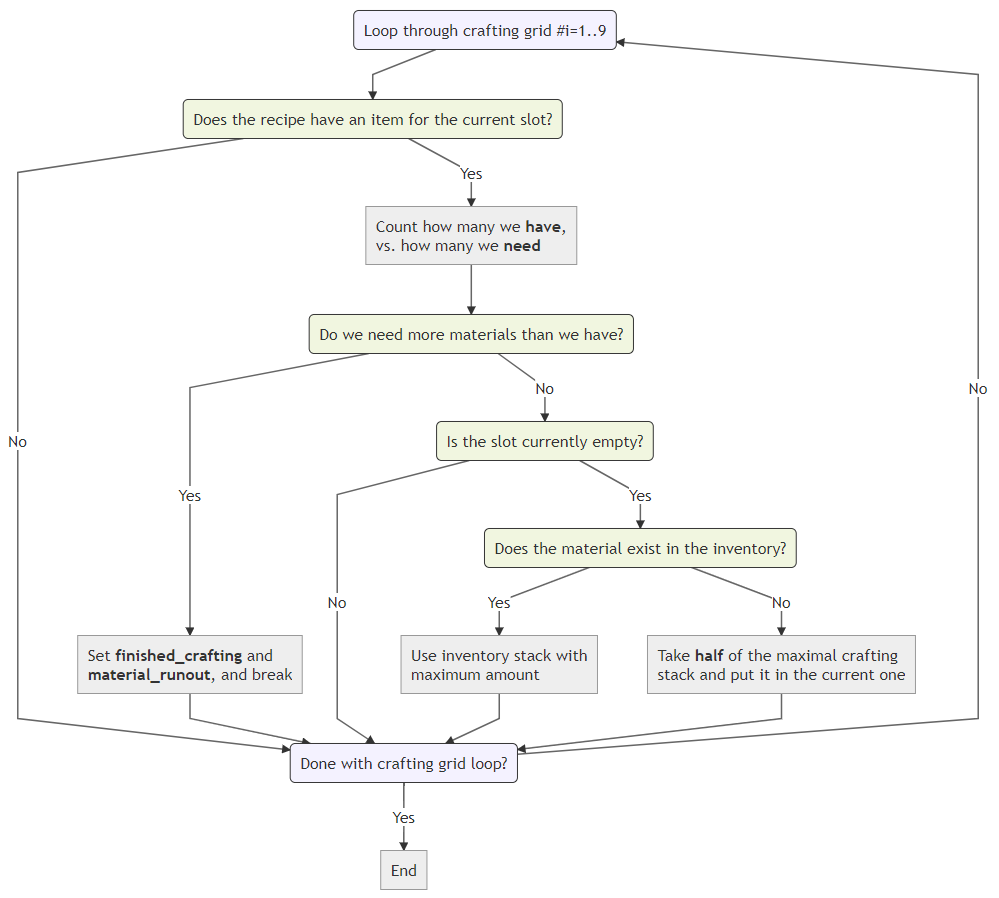 Loop through crafting grid #i=1..9
Does the recipe have an item for the current slot?
Yes
Count how many we have,
vs. how many we need
Do we need more materials than we have?
No
No
Is the slot currently empty?
No
Yes
Yes
Does the material exist in the inventory?
No
Yes
No
Set finished_crafting and
material_runout, and break
Use inventory stack with
maximum amount
Take half of the maximal crafting
stack and put it in the current one
Done with crafting grid loop?
Yes
End